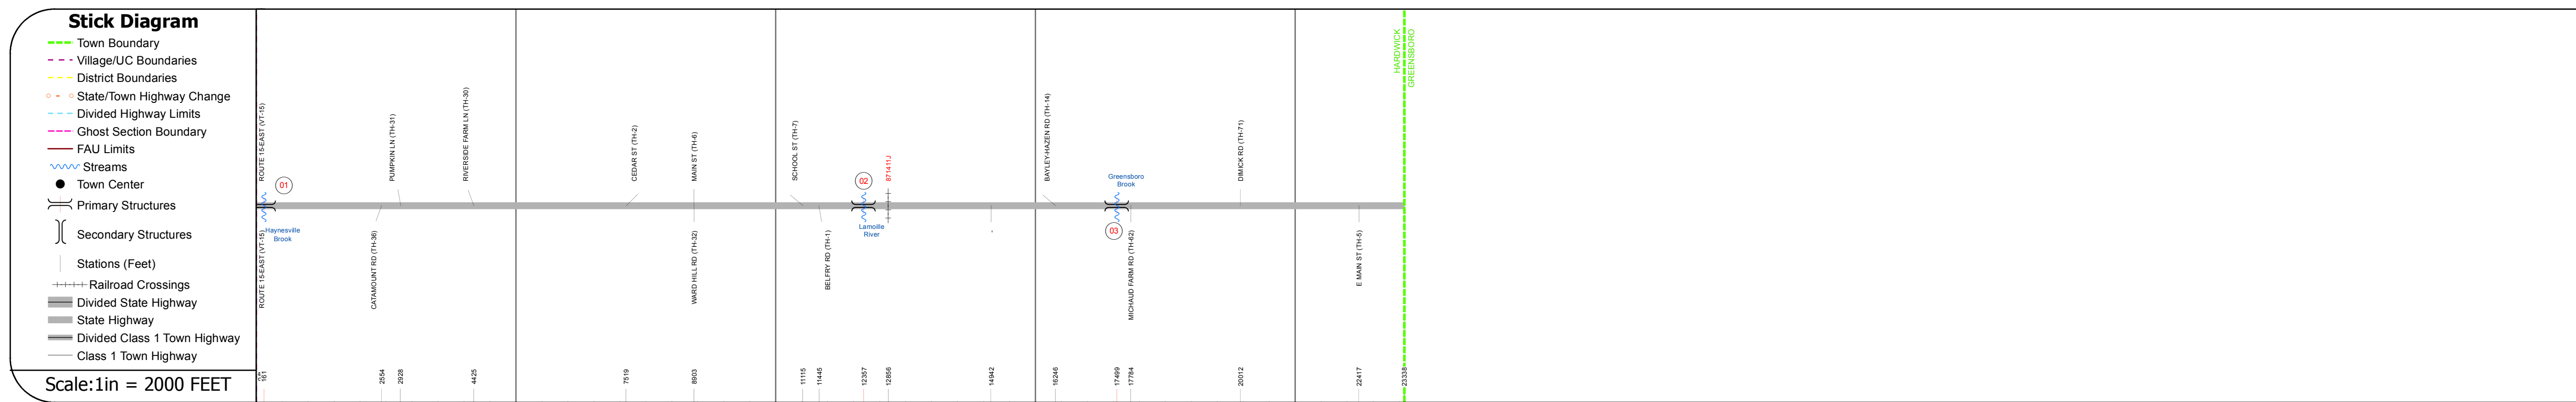 Stick Diagram
Town Boundary
Village/UC Boundaries
District Boundaries
State/Town Highway Change
Divided Highway Limits
Ghost Section Boundary
FAU Limits
Streams
Town Center
Primary Structures
Secondary Structures
Stations (Feet)
Railroad Crossings
Divided State Highway
State Highway
Divided Class 1 Town Highway
Class 1 Town Highway
Scale:1in = 2000 FEET
ROUTE 15-EAST (VT-15)
01
PUMPKIN LN (TH-31)
RIVERSIDE FARM LN (TH-30)
CEDAR ST (TH-2)
MAIN ST (TH-6)
SCHOOL ST (TH-7)
02
871411J
BAYLEY-HAZEN RD (TH-14)
Greensboro
Brook
DIMICK RD (TH-71)
HARDWICK
GREENSBORO
ROUTE 15-EAST (VT-15)
Haynesville
Brook
CATAMOUNT RD (TH-36)
WARD HILL RD (TH-32)
BELFRY RD (TH-1)
Lamoille
River
03
MICHAUD FARM RD (TH-62)
E MAIN ST (TH-5)
161
2554
2928
4425
7519
8903
11115
11445
12357
12856
14942
16246
17499
17784
20012
22417
23338